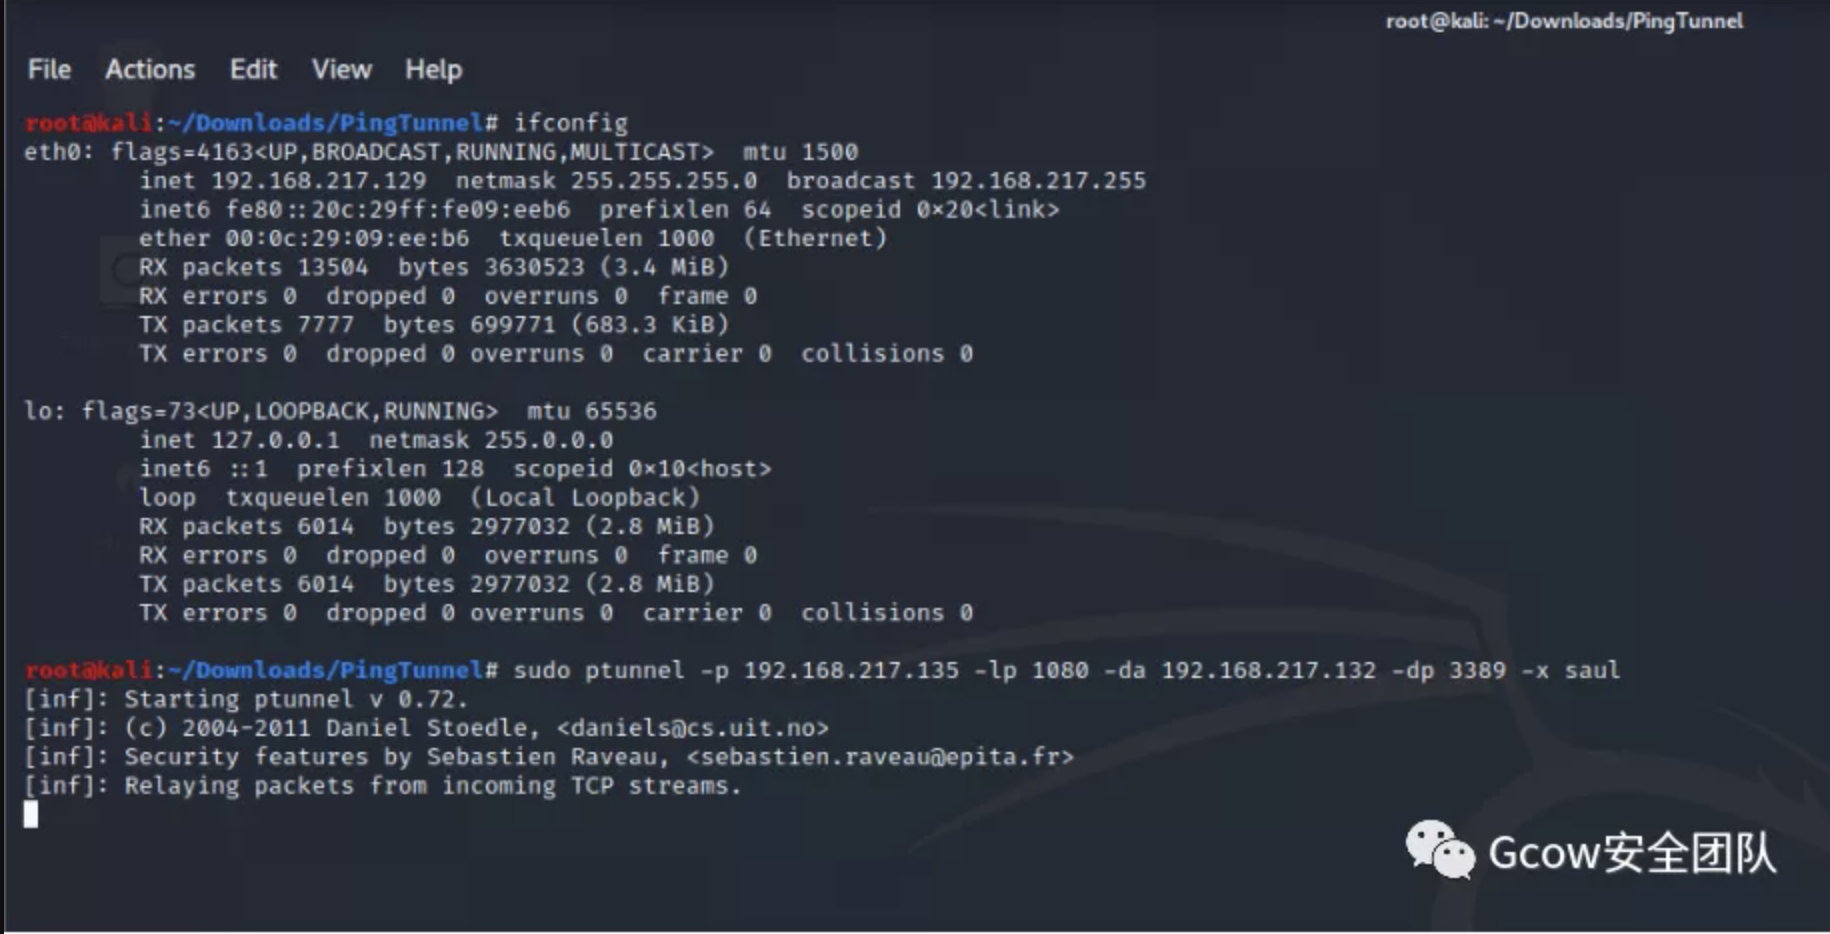 root@kali: ~/Downloads/PingTunnel
File Actions Edit View Help
root@kali:~/Downloads/PingTunnel# ifconfig
eth0: flags=4163<UP,BROADCAST,RUNNING,MULTICAST>  mtu 1500
        inet 192.168.217.129  netmask 255.255.255.0  broadcast 192.168.217.255
        inet6 fe80::20c:29ff:fe09:eeb6  prefixlen 64  scopeid 0×20<link>
        ether 00:0c:29:09:ee:b6  txqueuelen 1000  (Ethernet)
        RX packets 13504  bytes 3630523 (3.4 MiB)
        RX errors 0  dropped 0  overruns 0  frame 0
        TX packets 7777  bytes 699771 (683.3 KiB)
        TX errors 0  dropped 0 overruns 0  carrier 0  collisions 0
lo: flags=73<UP,LOOPBACK,RUNNING>  mtu 65536
        inet 127.0.0.1  netmask 255.0.0.0
        inet6 ::1  prefixlen 128  scopeid 0×10<host>
        loop  txqueuelen 1000  (Local Loopback)
        RX packets 6014  bytes 2977032 (2.8 MiB)
        RX errors 0  dropped 0  overruns 0  frame 0
        TX packets 6014  bytes 2977032 (2.8 MiB)
        TX errors 0  dropped 0 overruns 0  carrier 0  collisions 0
root@kali:~/Downloads/PingTunnel# sudo ptunnel -p 192.168.217.135 -lp 1080 -da 192.168.217.132 -dp 3389 -x saul
[inf]: Starting ptunnel v 0.72.
[inf]: (c) 2004-2011 Daniel Stoedle, <daniels@cs.uit.no>
[inf]: Security features by Sebastien Raveau, <sebastien.raveau@epita.fr>
[inf]: Relaying packets from incoming TCP streams.
Gcow安全团队